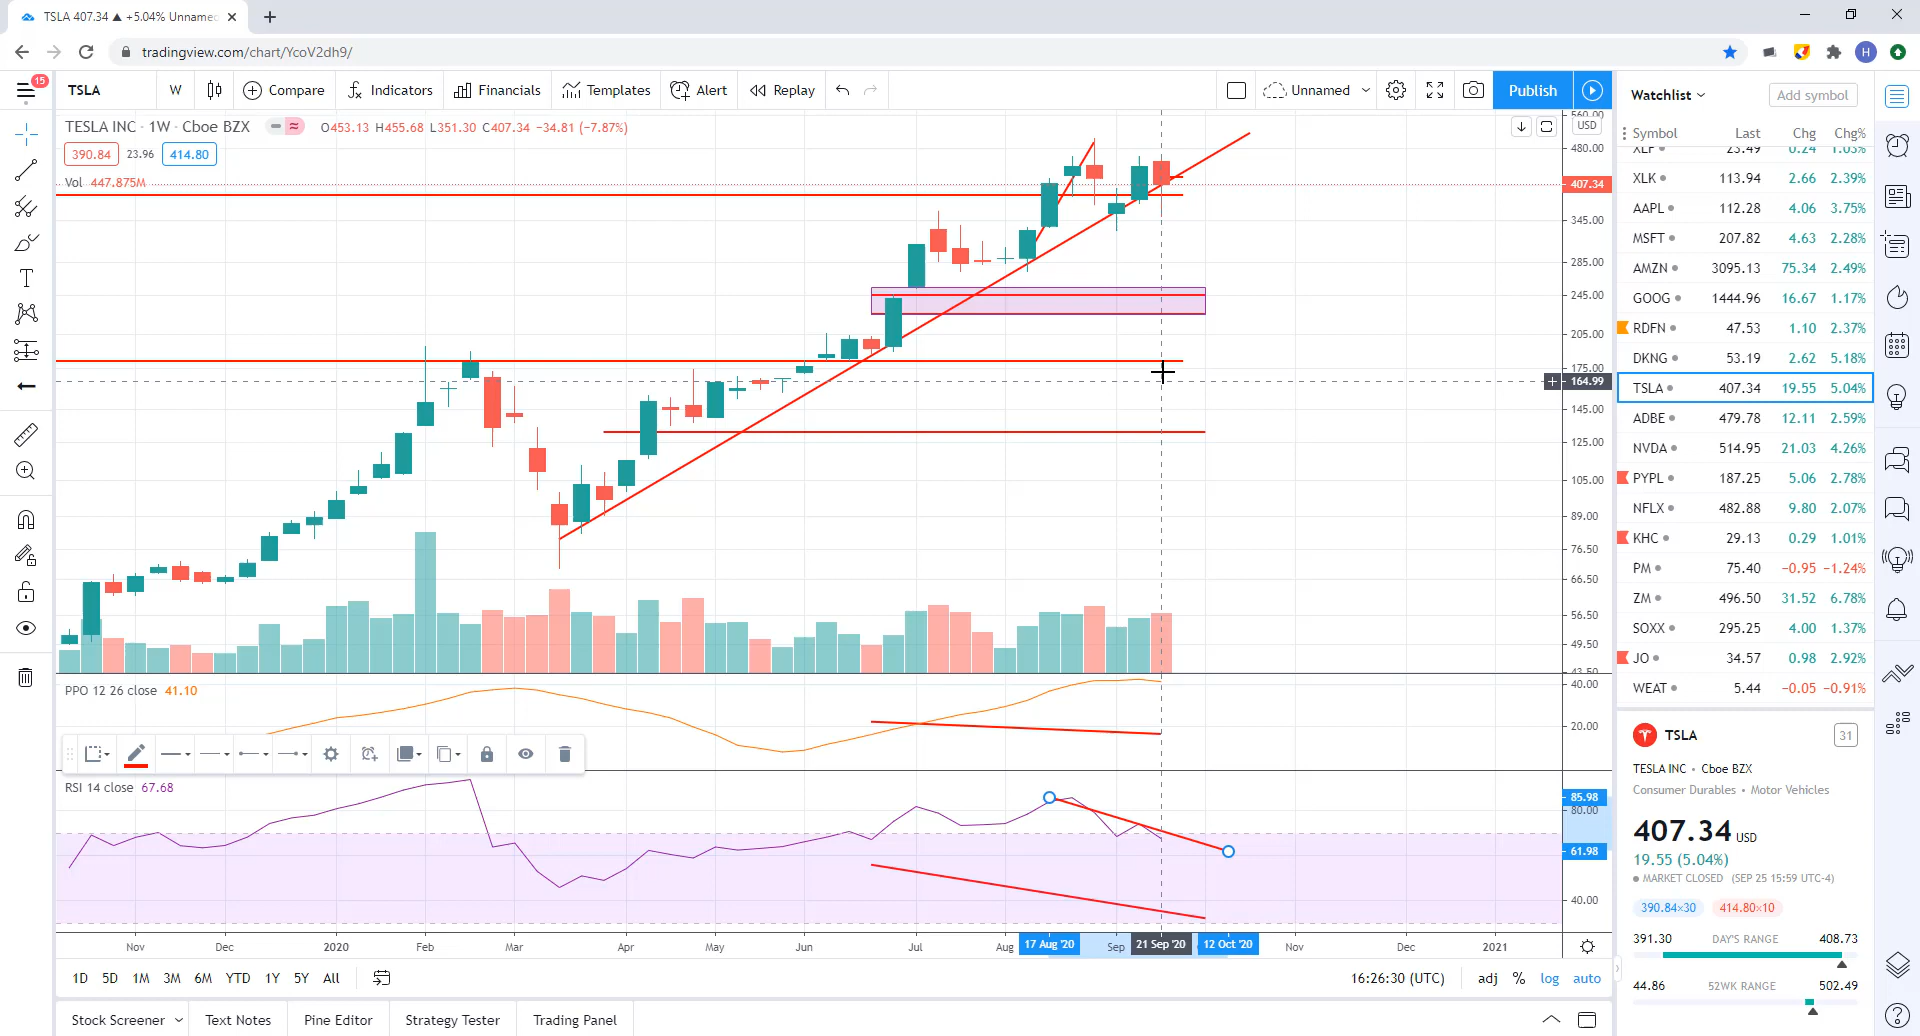 TSLA 407.34 ▲ +5.04% Unname
tradingview.com/chart/YcoV2dh9/
H
15
TSLA W Compare Indicators Financials Templates Alert Replay Unnamed Publish
TESLA INC · 1W · Cboe BZX O453.13 H455.68 L351.30 C407.34 −34.81 (−7.87%)
390.84 23.96 414.80
Vol 447.875M
USD
560.00
480.00
407.34
345.00
285.00
245.00
205.00
175.00
164.99
145.00
125.00
105.00
89.00
76.50
66.50
56.50
49.50
43.50
PPO 12 26 close 41.10
40.00
20.00
RSI 14 close 67.68
85.98
80.00
61.98
40.00
Nov Dec 2020 Feb Mar Apr May Jun Jul Aug 17 Aug '20 Sep 21 Sep '20 12 Oct '20 Nov Dec 2021
1D 5D 1M 3M 6M YTD 1Y 5Y All 16:26:30 (UTC) adj % log auto
Stock Screener Text Notes Pine Editor Strategy Tester Trading Panel
Watchlist Add symbol
Symbol Last Chg Chg%
XLF 23.49 0.24 1.03%
XLK 113.94 2.66 2.39%
AAPL 112.28 4.06 3.75%
MSFT 207.82 4.63 2.28%
AMZN 3095.13 75.34 2.49%
GOOG 1444.96 16.67 1.17%
RDFN 47.53 1.10 2.37%
DKNG 53.19 2.62 5.18%
TSLA 407.34 19.55 5.04%
ADBE 479.78 12.11 2.59%
NVDA 514.95 21.03 4.26%
PYPL 187.25 5.06 2.78%
NFLX 482.88 9.80 2.07%
KHC 29.13 0.29 1.01%
PM 75.40 −0.95 −1.24%
ZM 496.50 31.52 6.78%
SOXX 295.25 4.00 1.37%
JO 34.57 0.98 2.92%
WEAT 5.44 −0.05 −0.91%
TSLA 31
TESLA INC • Cboe BZX
Consumer Durables • Motor Vehicles
407.34 USD
19.55 (5.04%)
MARKET CLOSED (SEP 25 15:59 UTC-4)
390.84×30 414.80×10
391.30 DAY'S RANGE 408.73
44.86 52WK RANGE 502.49